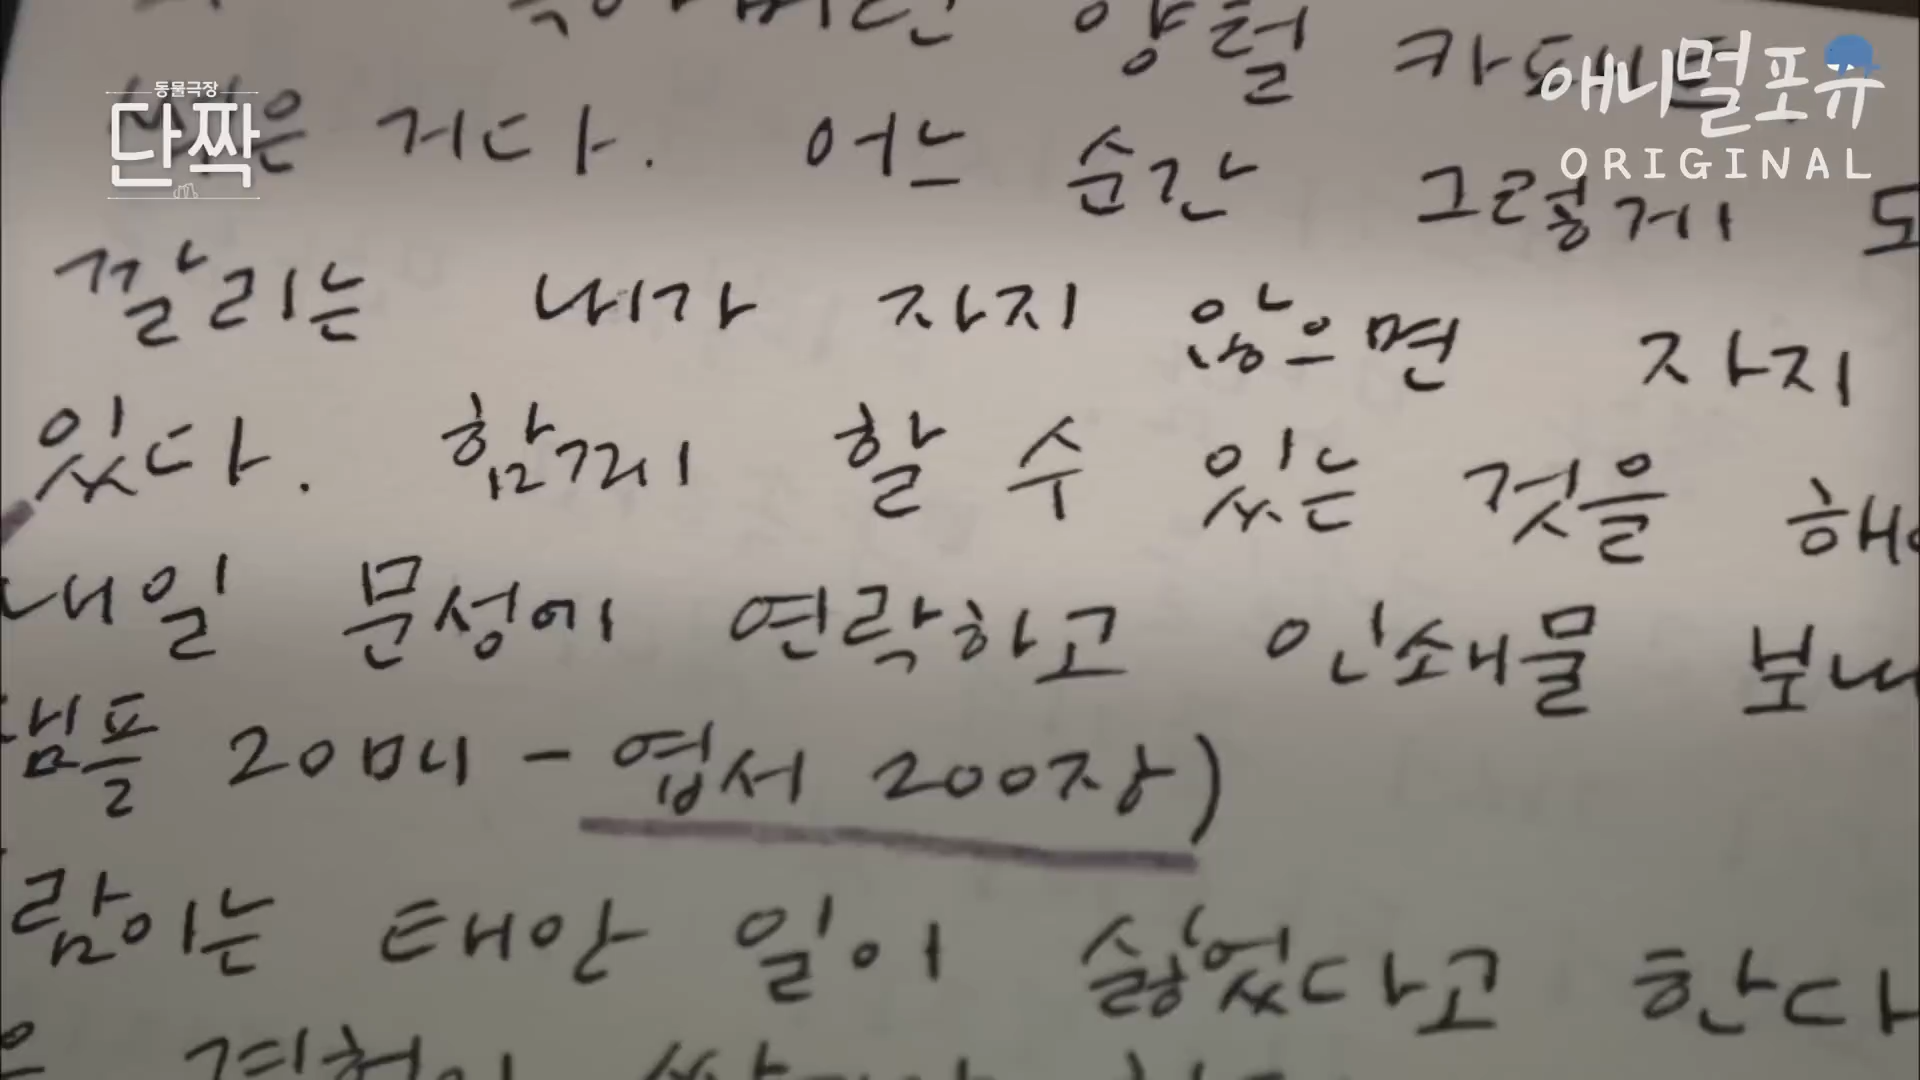 동물극장
단짝
애니멀포유
ORIGINAL
양털
은 거다. 어느 순간 그렇게
깔리는 내가 자지 않으면 자지
있다. 함께 할 수 있는 것을
내일 문성에 연락하고 인쇄물 보내
샘플 20매 - 엽서 200장)
람이는 태안 일이 싫었다고 한다